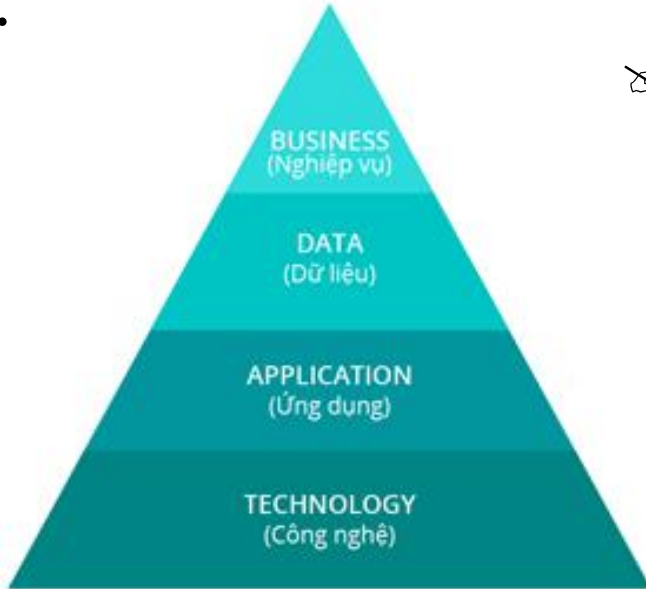 BUSINESS
(Nghiệp vụ)
DATA
(Dữ liệu)
APPLICATION
(Ứng dụng)
TECHNOLOGY
(Công nghệ)